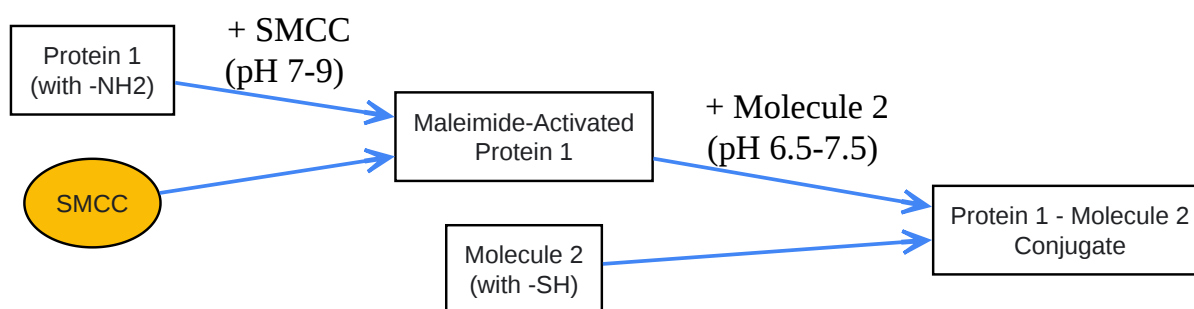 Protein 1
(with -NH2)
+ SMCC
(pH 7-9)
SMCC
Maleimide-Activated
Protein 1
+ Molecule 2
(pH 6.5-7.5)
Molecule 2
(with -SH)
Protein 1 - Molecule 2
Conjugate